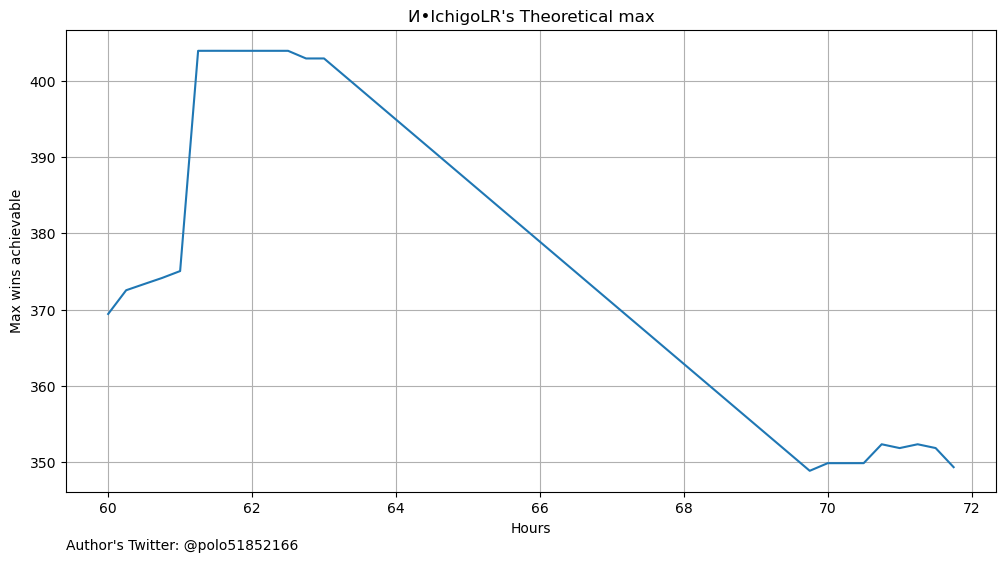 И•IchigoLR's Theoretical max
Max wins achievable
400
390
380
370
360
350
60 62 64 66 68 70 72
Hours
Author's Twitter: @polo51852166